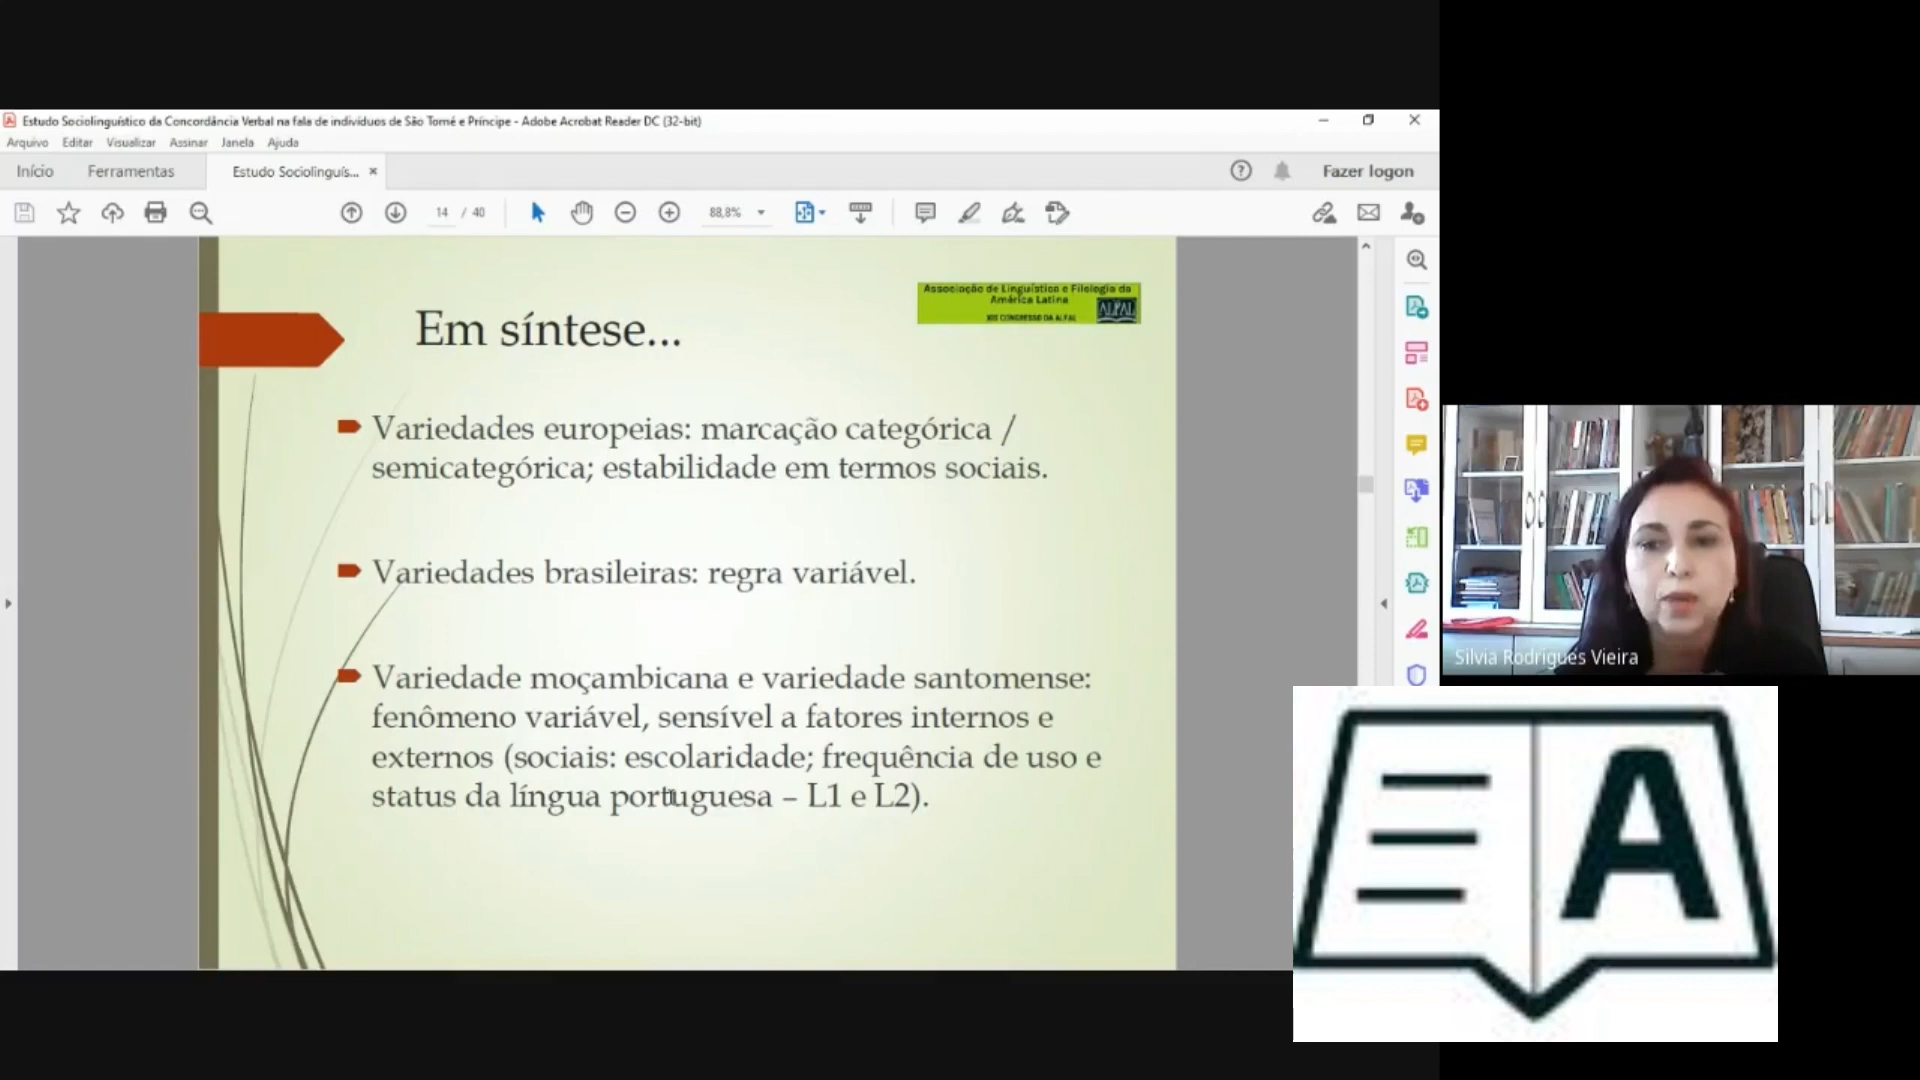 Estudo Sociolinguístico da Concordância Verbal na fala de indivíduos de São Tomé e Príncipe - Adobe Acrobat Reader DC (32-bit)
Arquivo Editar Visualizar Assinar Janela Ajuda
Início Ferramentas Estudo Sociolinguís... × Fazer logon
14 / 40 88,8%
Associação de Linguística e Filologia da
América Latina
ALFAL
XIX CONGRESSO DA ALFAL
Em síntese...
Variedades europeias: marcação categórica /
semicategórica; estabilidade em termos sociais.
Variedades brasileiras: regra variável.
Variedade moçambicana e variedade santomense:
fenômeno variável, sensível a fatores internos e
externos (sociais: escolaridade; frequência de uso e
status da língua portuguesa – L1 e L2).
Silvia Rodrigues Vieira
A